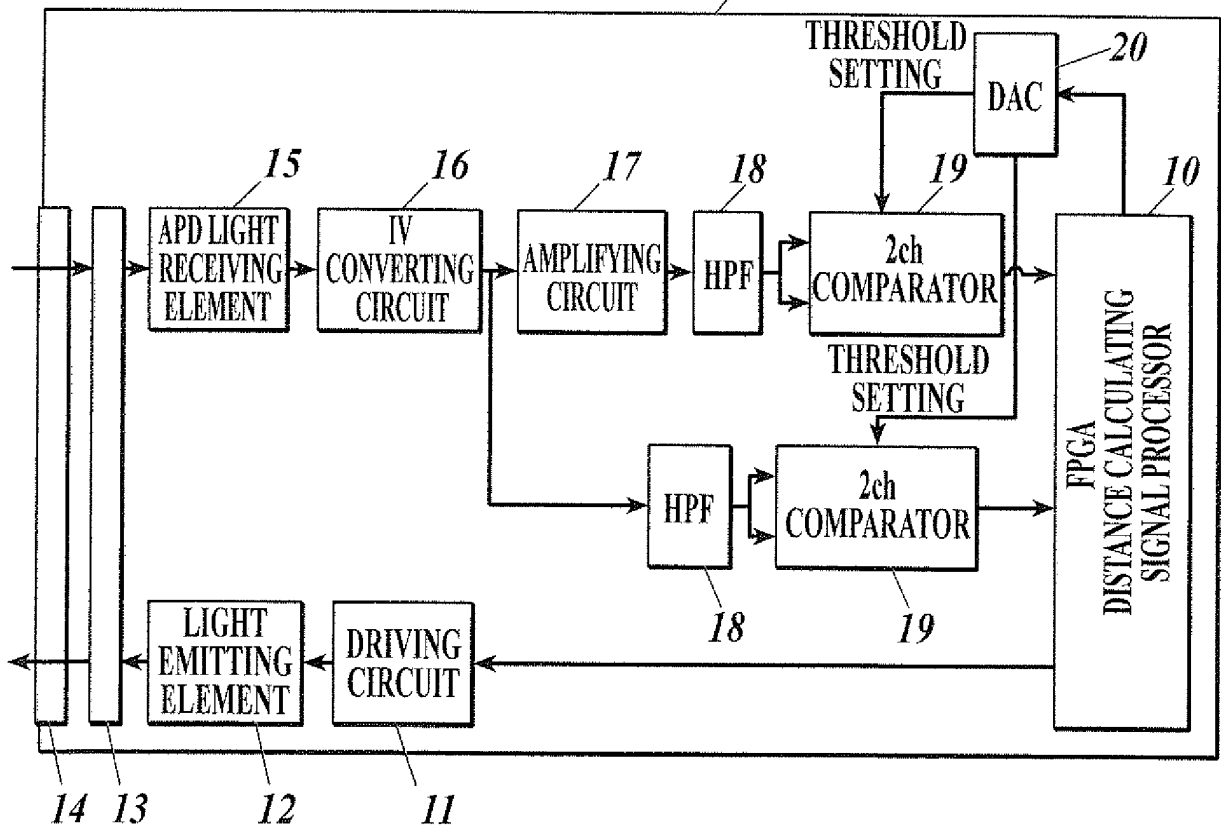 THRESHOLD
SETTING
20
DAC
15
16
17
18
19
10
APD LIGHT
RECEIVING
ELEMENT
IV
CONVERTING
CIRCUIT
AMPLIFYING
CIRCUIT
HPF
2ch
COMPARATOR
THRESHOLD
SETTING
FPGA
DISTANCE CALCULATING
SIGNAL PROCESSOR
HPF
2ch
COMPARATOR
18
19
LIGHT
EMITTING
ELEMENT
DRIVING
CIRCUIT
14
13
12
11